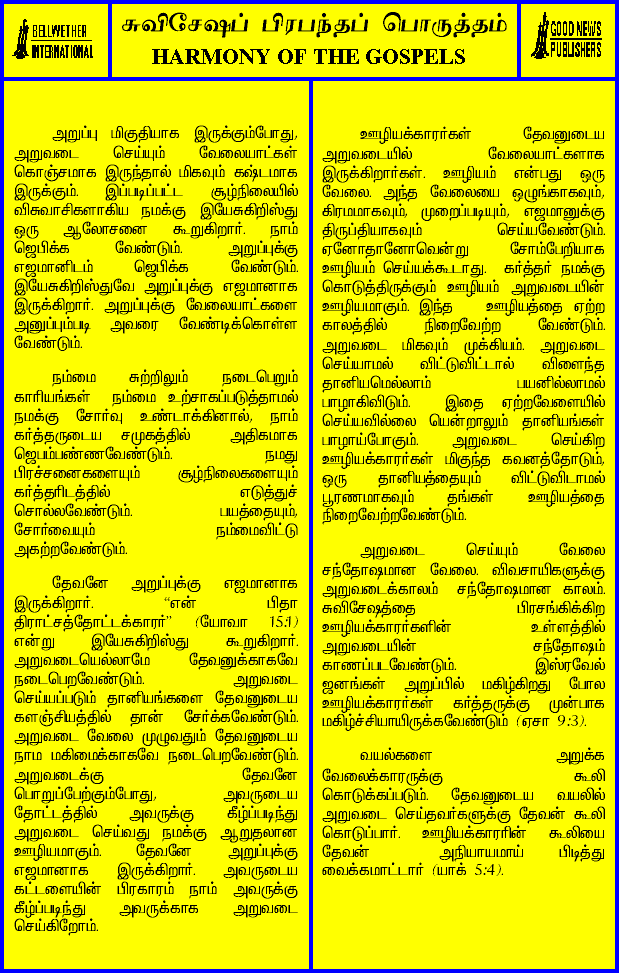 BELLWETHER
INTERNATIONAL
சுவிசேஷப் பிரபந்தப் பொருத்தம்
HARMONY OF THE GOSPELS
GOOD NEWS
PUBLISHERS
அறுப்பு மிகுதியாக இருக்கும்போது,
அறுவடை செய்யும் வேலையாட்கள்
கொஞ்சமாக இருந்தால் மிகவும் கஷ்டமாக
இருக்கும். இப்படிப்பட்ட சூழ்நிலையில்
விசுவாசிகளாகிய நமக்கு இயேசுகிறிஸ்து
ஒரு ஆலோசனை கூறுகிறார். நாம்
ஜெபிக்க வேண்டும். அறுப்புக்கு
எஜமானிடம் ஜெபிக்க வேண்டும்.
இயேசுகிறிஸ்துவே அறுப்புக்கு எஜமானாக
இருக்கிறார். அறுப்புக்கு வேலையாட்களை
அனுப்பும்படி அவரை வேண்டிக்கொள்ள
வேண்டும்.
நம்மை சுற்றிலும் நடைபெறும்
காரியங்கள் நம்மை உற்சாகப்படுத்தாமல்
நமக்கு சோர்வு உண்டாக்கினால், நாம்
கர்த்தருடைய சமுகத்தில் அதிகமாக
ஜெபம்பண்ணவேண்டும். நமது
பிரச்சனைகளையும் சூழ்நிலைகளையும்
கர்த்தரிடத்தில் எடுத்துச்
சொல்லவேண்டும். பயத்தையும்,
சோர்வையும் நம்மைவிட்டு
அகற்றவேண்டும்.
தேவனே அறுப்புக்கு எஜமானாக
இருக்கிறார். “என் பிதா
திராட்சத்தோட்டக்காரர்” (யோவா 15:1)
என்று இயேசுகிறிஸ்து கூறுகிறார்.
அறுவடையெல்லாமே தேவனுக்காகவே
நடைபெறவேண்டும். அறுவடை
செய்யப்படும் தானியங்களை தேவனுடைய
களஞ்சியத்தில் தான் சேர்க்கவேண்டும்.
அறுவடை வேலை முழுவதும் தேவனுடைய
நாம மகிமைக்காகவே நடைபெறவேண்டும்.
அறுவடைக்கு தேவனே
பொறுப்பேற்கும்போது, அவருடைய
தோட்டத்தில் அவருக்கு கீழ்ப்படிந்து
அறுவடை செய்வது நமக்கு ஆறுதலான
ஊழியமாகும். தேவனே அறுப்புக்கு
எஜமானாக இருக்கிறார். அவருடைய
கட்டளையின் பிரகாரம் நாம் அவருக்கு
கீழ்ப்படிந்து அவருக்காக அறுவடை
செய்கிறோம்.
ஊழியக்காரர்கள் தேவனுடைய
அறுவடையில் வேலையாட்களாக
இருக்கிறார்கள். ஊழியம் என்பது ஒரு
வேலை. அந்த வேலையை ஒழுங்காகவும்,
கிரமமாகவும், முறைப்படியும், எஜமானுக்கு
திருப்தியாகவும் செய்யவேண்டும்.
ஏனோதானோவென்று சோம்பேறியாக
ஊழியம் செய்யக்கூடாது. கர்த்தர் நமக்கு
கொடுத்திருக்கும் ஊழியம் அறுவடையின்
ஊழியமாகும். இந்த ஊழியத்தை ஏற்ற
காலத்தில் நிறைவேற்ற வேண்டும்.
அறுவடை மிகவும் முக்கியம். அறுவடை
செய்யாமல் விட்டுவிட்டால் விளைந்த
தானியமெல்லாம் பயனில்லாமல்
பாழாகிவிடும். இதை ஏற்றவேளையில்
செய்யவில்லை யென்றாலும் தானியங்கள்
பாழாய்போகும். அறுவடை செய்கிற
ஊழியக்காரர்கள் மிகுந்த கவனத்தோடும்,
ஒரு தானியத்தையும் விட்டுவிடாமல்
பூரணமாகவும் தங்கள் ஊழியத்தை
நிறைவேற்றவேண்டும்.
அறுவடை செய்யும் வேலை
சந்தோஷமான வேலை. விவசாயிகளுக்கு
அறுவடைக்காலம் சந்தோஷமான காலம்.
சுவிசேஷத்தை பிரசங்கிக்கிற
ஊழியக்காரர்களின் உள்ளத்தில்
அறுவடையின் சந்தோஷம்
காணப்படவேண்டும். இஸ்ரவேல்
ஜனங்கள் அறுப்பில் மகிழ்கிறது போல
ஊழியக்காரர்கள் கர்த்தருக்கு முன்பாக
மகிழ்ச்சியாயிருக்கவேண்டும் (ஏசா 9:3).
வயல்களை அறுக்க
வேலைக்காரருக்கு கூலி
கொடுக்கப்படும். தேவனுடைய வயலில்
அறுவடை செய்தவர்களுக்கு தேவன் கூலி
கொடுப்பார். ஊழியக்காரரின் கூலியை
தேவன் அநியாயமாய் பிடித்து
வைக்கமாட்டார் (யாக் 5:4).